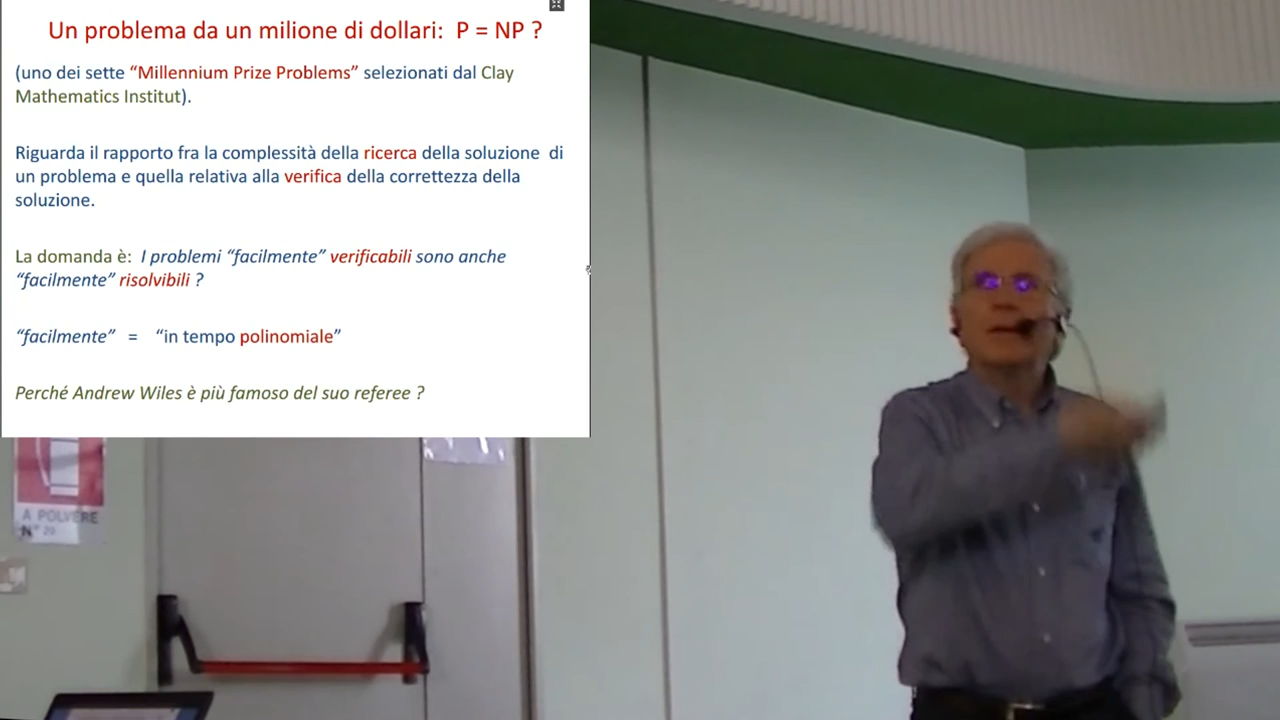 Un problema da un milione di dollari: P = NP ?
(uno dei sette “Millennium Prize Problems” selezionati dal Clay
Mathematics Institut).
Riguarda il rapporto fra la complessità della ricerca della soluzione di
un problema e quella relativa alla verifica della correttezza della
soluzione.
La domanda è: I problemi “facilmente” verificabili sono anche
“facilmente” risolvibili ?
“facilmente” = “in tempo polinomiale”
Perché Andrew Wiles è più famoso del suo referee ?
A POLVERE
N° 20